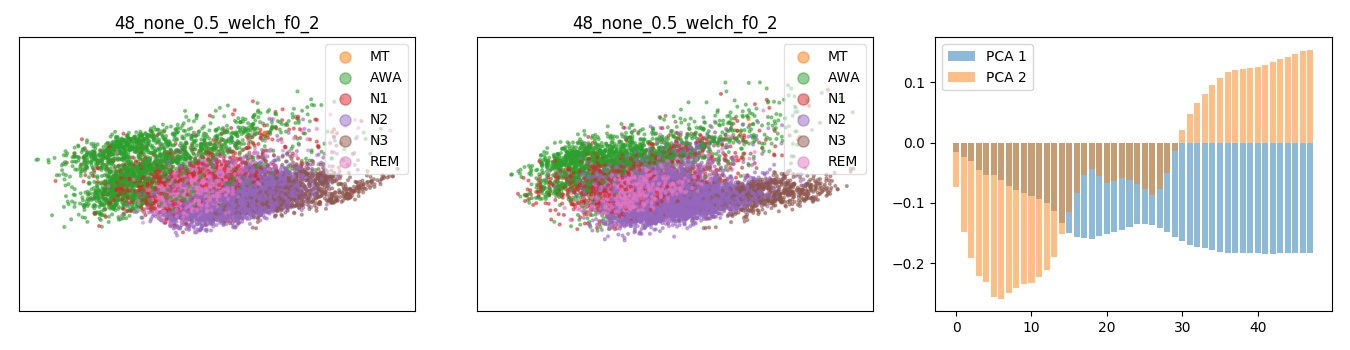 48_none_0.5_welch_f0_2
MT
AWA
N1
N2
N3
REM
48_none_0.5_welch_f0_2
MT
AWA
N1
N2
N3
REM
PCA 1
PCA 2
0.1
0.0
−0.1
−0.2
0 10 20 30 40